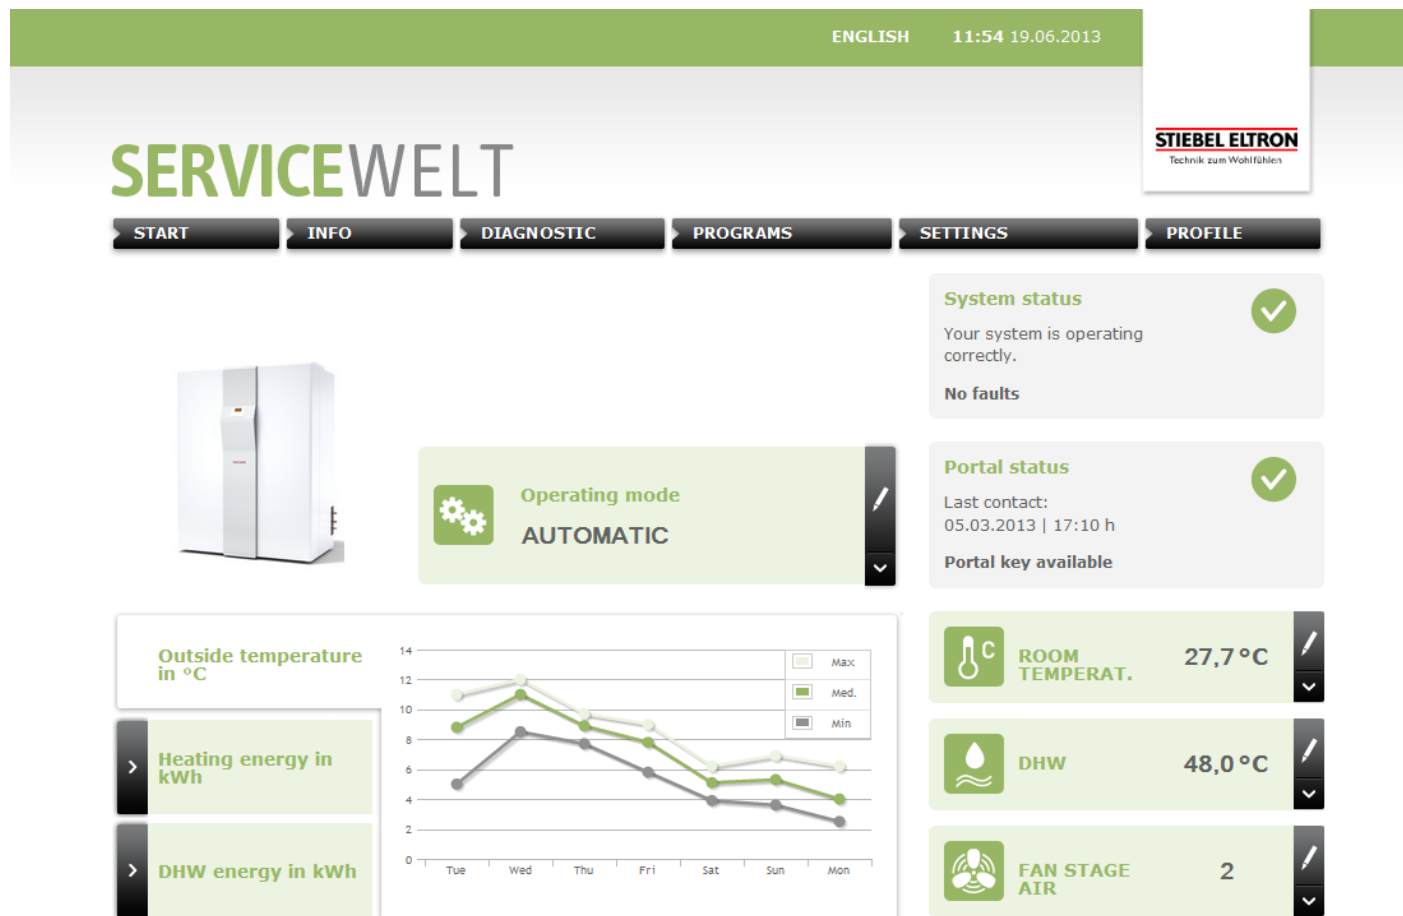 ENGLISH 11:54 19.06.2013
STIEBEL ELTRON
Technik zum Wohlfühlen
SERVICEWELT
START INFO DIAGNOSTIC PROGRAMS SETTINGS PROFILE
System status
Your system is operating
correctly.
No faults
Operating mode
AUTOMATIC
Portal status
Last contact:
05.03.2013 | 17:10 h
Portal key available
Outside temperature
in °C
Heating energy in
kWh
DHW energy in kWh
14
12
10
8
6
4
2
0
Max
Med.
Min
Tue Wed Thu Fri Sat Sun Mon
C
ROOM
TEMPERAT.
27,7°C
DHW
48,0°C
FAN STAGE
AIR
2